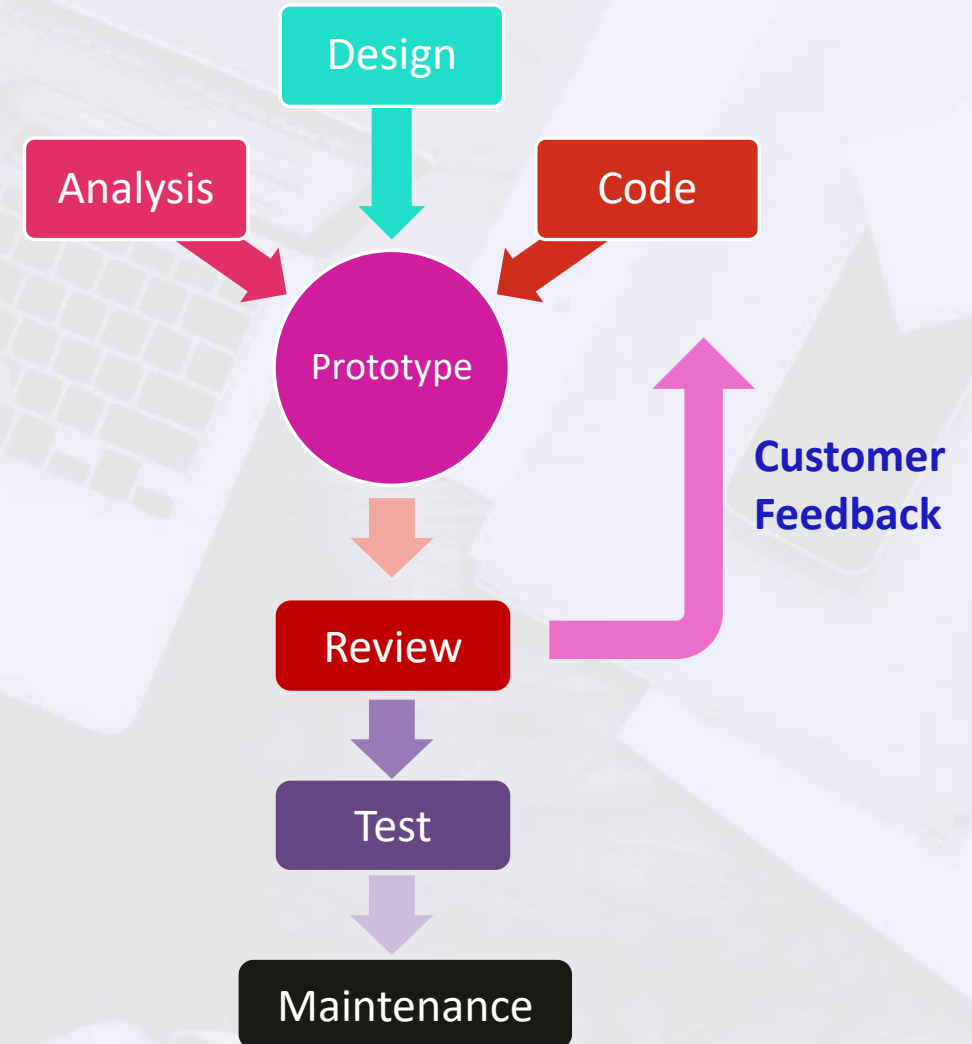 Design
Analysis
Code
Prototype
Customer
Feedback
Review
Test
Maintenance